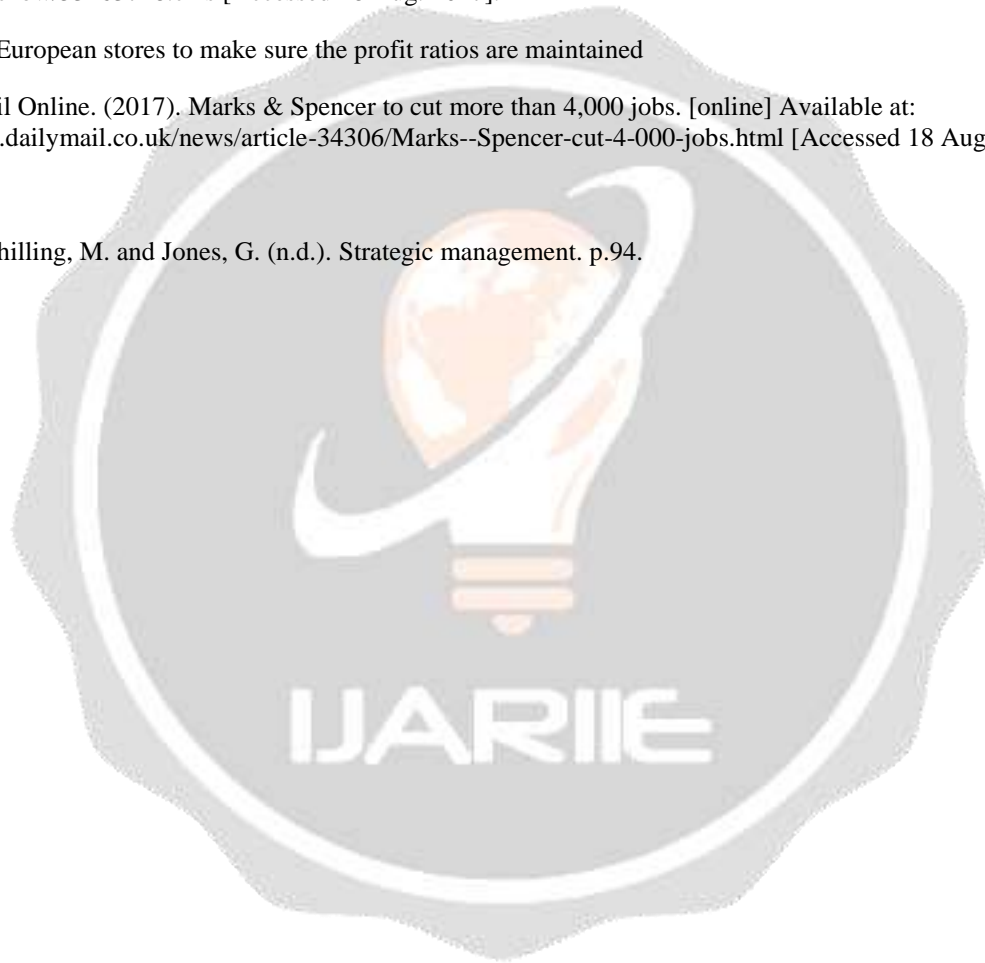 European stores to make sure the profit ratios are maintained
il Online. (2017). Marks & Spencer to cut more than 4,000 jobs. [online] Available at:
.dailymail.co.uk/news/article-34306/Marks--Spencer-cut-4-000-jobs.html [Accessed 18 Aug
hilling, M. and Jones, G. (n.d.). Strategic management. p.94.
IJARIIE